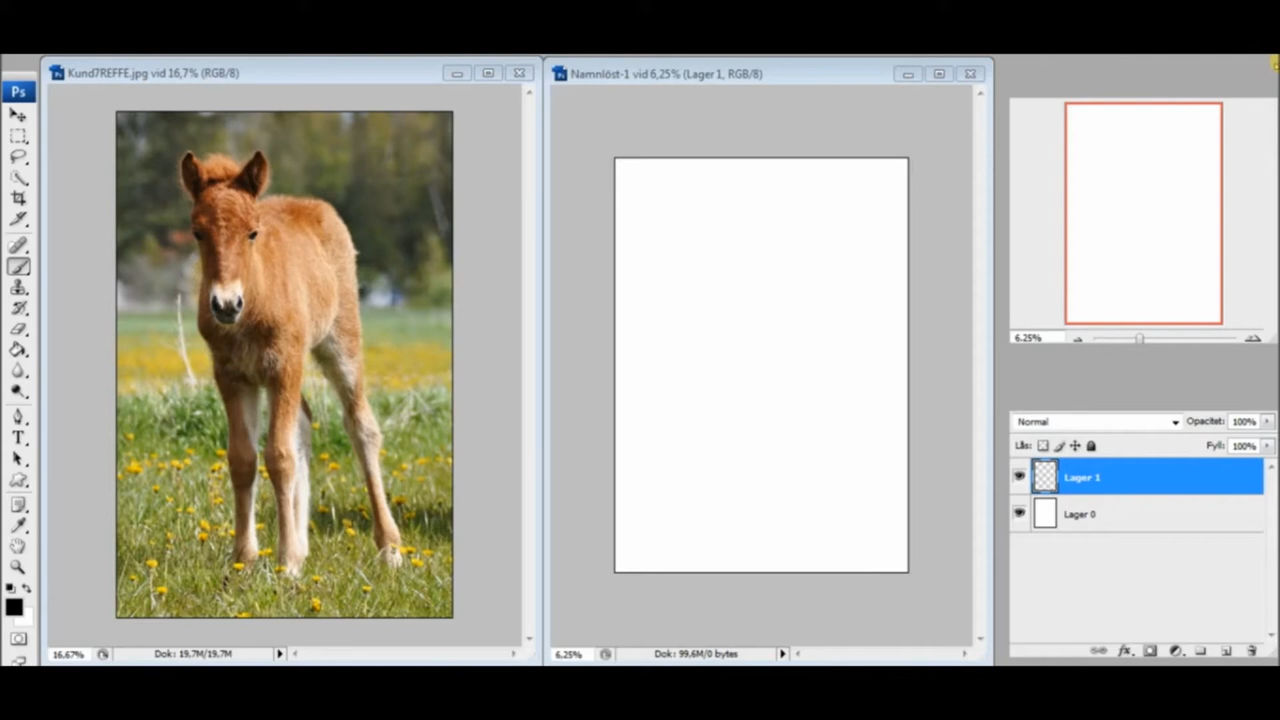 Kund7REFFE.jpg vid 16,7% (RGB/8)
Namnlöst-1 vid 6,25% (Lager 1, RGB/8)
Ps
T
6.25%
Normal
Opacitet: 100%
Lås:
Fyll: 100%
Lager 1
Lager 0
fx
16.67%
Dok: 19,7M/19,7M
6.25%
Dok: 99,6M/0 bytes